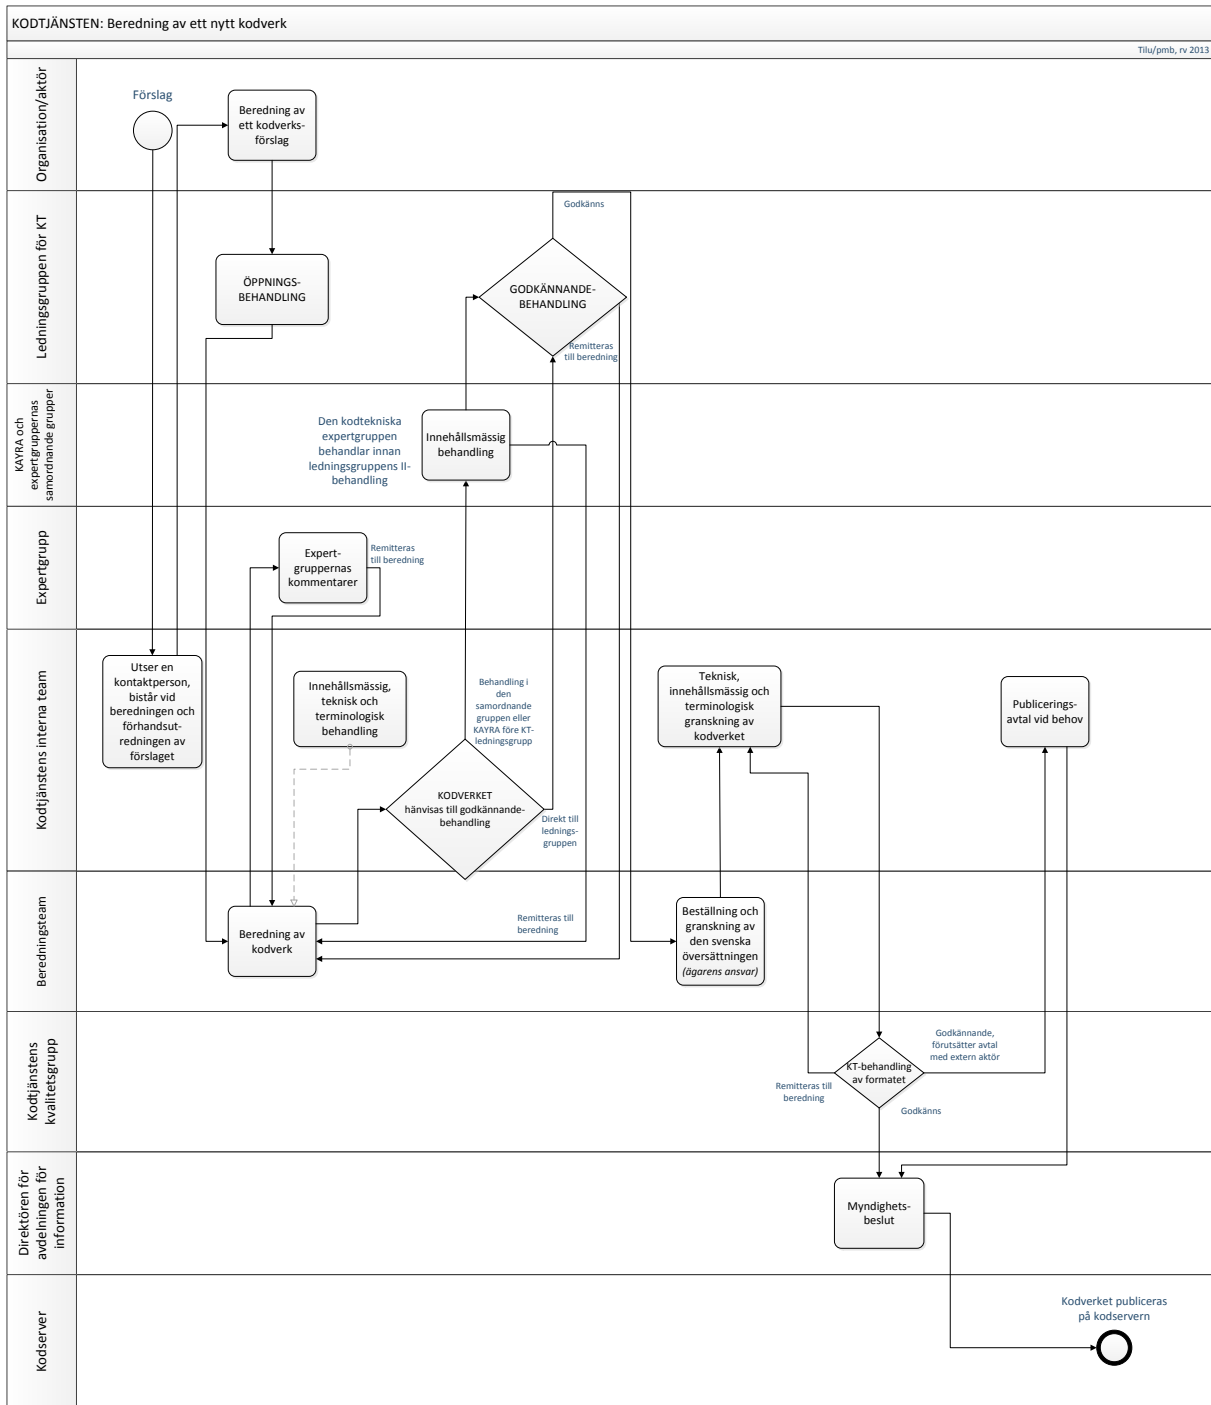 KODTJÄNSTEN: Beredning av ett nytt kodverk
Tilu/pmb, rv 2013
Organisation/aktör
Förslag
Beredning av
ett kodverks-
förslag
Ledningsgruppen för KT
ÖPPNINGS-
BEHANDLING
Godkänns
GODKÄNNANDE-
BEHANDLING
Remitteras
till beredning
KAYRA och
expertgruppernas
samordnande grupper
Den kodtekniska
expertgruppen
behandlar innan
ledningsgruppens II-
behandling
Innehållsmässig
behandling
Expertgrupp
Expert-
gruppernas
kommentarer
Remitteras
till beredning
Kodtjänstens interna team
Utser en
kontaktperson,
bistår vid
beredningen och
förhandsut-
redningen av
förslaget
Innehållsmässig,
teknisk och
terminologisk
behandling
Behandling i
den
samordnande
gruppen eller
KAYRA före KT-
ledningsgrupp
KODVERKET
hänvisas till godkännande-
behandling
Direkt till
lednings-
gruppen
Teknisk,
innehållsmässig och
terminologisk
granskning av
kodverket
Publicerings-
avtal vid behov
Beredningsteam
Beredning av
kodverk
Remitteras till
beredning
Beställning och
granskning av
den svenska
översättningen
(ägarens ansvar)
Kodtjänstens
kvalitetsgrupp
Remitteras till
beredning
KT-behandling
av formatet
Godkännande,
förutsätter avtal
med extern aktör
Godkänns
Direktören för
avdelningen för
information
Myndighets-
beslut
Kodserver
Kodverket publiceras
på kodservern